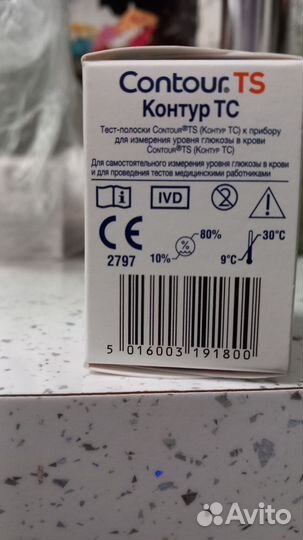 Contour® TS
Контур ТС
Тест-полоски CONTOUR®TS (КОНТУР ТС) к прибору
для измерения уровня глюкозы в крови
CONTOUR®TS (КОНТУР ТС)
Для самостоятельного измерения уровня глюкозы в крови
и для проведения тестов медицинскими работниками
i IVD 2
CE
2797
80%
%
10%
30°C
9°C
5 016003 191800
Avito